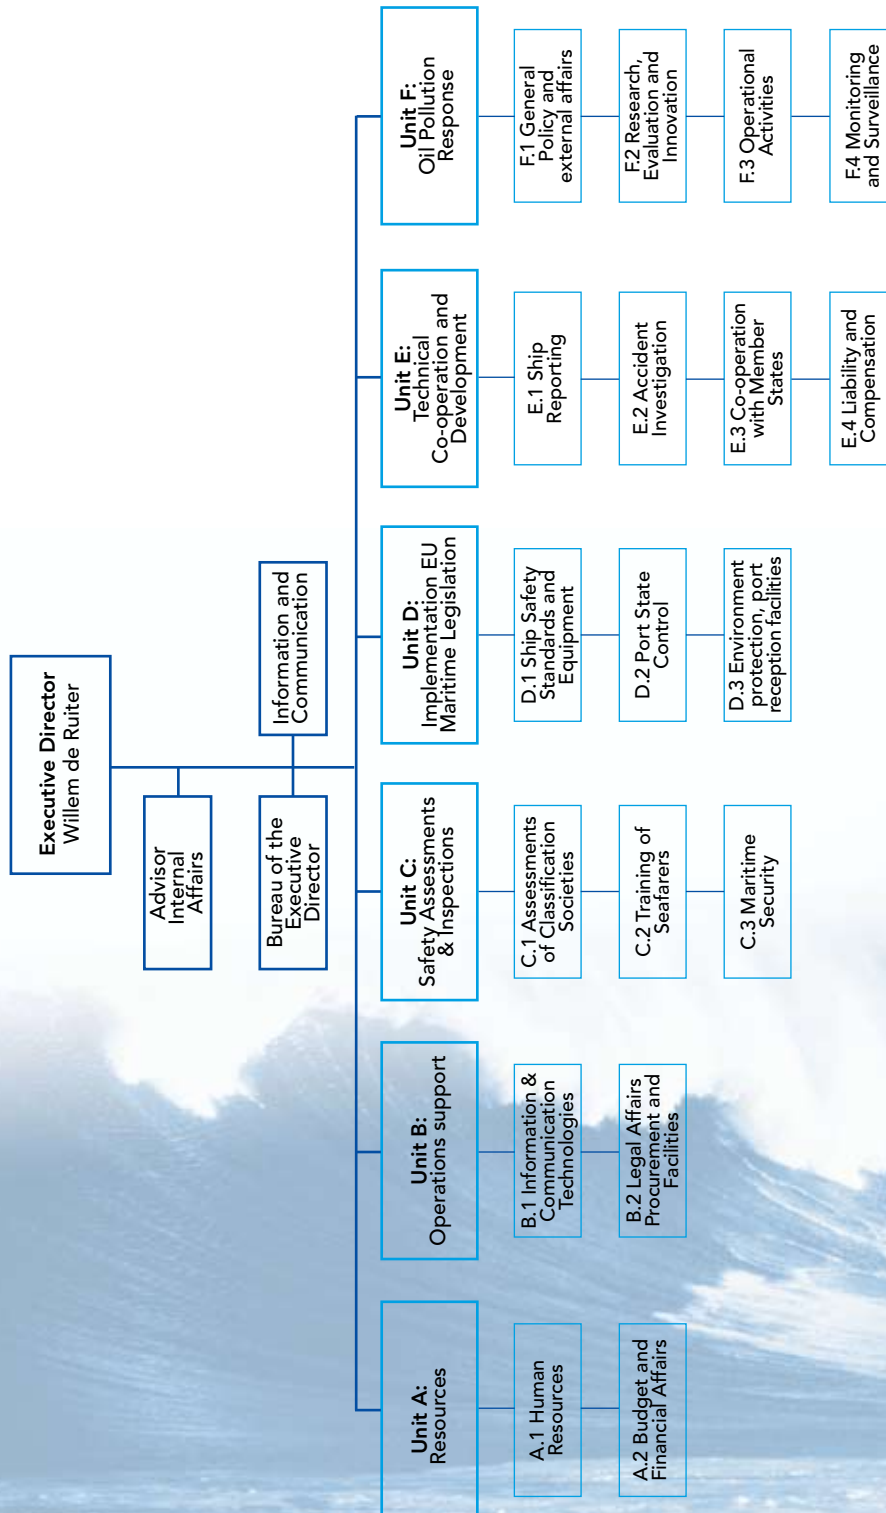 Executive Director
Willem de Ruiter
Advisor
Internal
Affairs
Bureau of the
Executive
Director
Information and
Communication
Unit A:
Resources
A.1 Human
Resources
A.2 Budget and
Financial Affairs
Unit B:
Operations support
B.1 Information &
Communication
Technologies
B.2 Legal Affairs
Procurement and
Facilities
Unit C:
Safety Assessments
& Inspections
C.1 Assessments
of Classification
Societies
C.2 Training of
Seafarers
C.3 Maritime
Security
Unit D:
Implementation EU
Maritime Legislation
D.1 Ship Safety
Standards and
Equipment
D.2 Port State
Control
D.3 Environment
protection, port
reception facilities
Unit E:
Technical
Co-operation and
Development
E.1 Ship
Reporting
E.2 Accident
Investigation
E.3 Co-operation
with Member
States
E.4 Liability and
Compensation
Unit F:
Oil Pollution
Response
F.1 General
Policy and
external affairs
F.2 Research,
Evaluation and
Innovation
F.3 Operational
Activities
F.4 Monitoring
and Surveillance